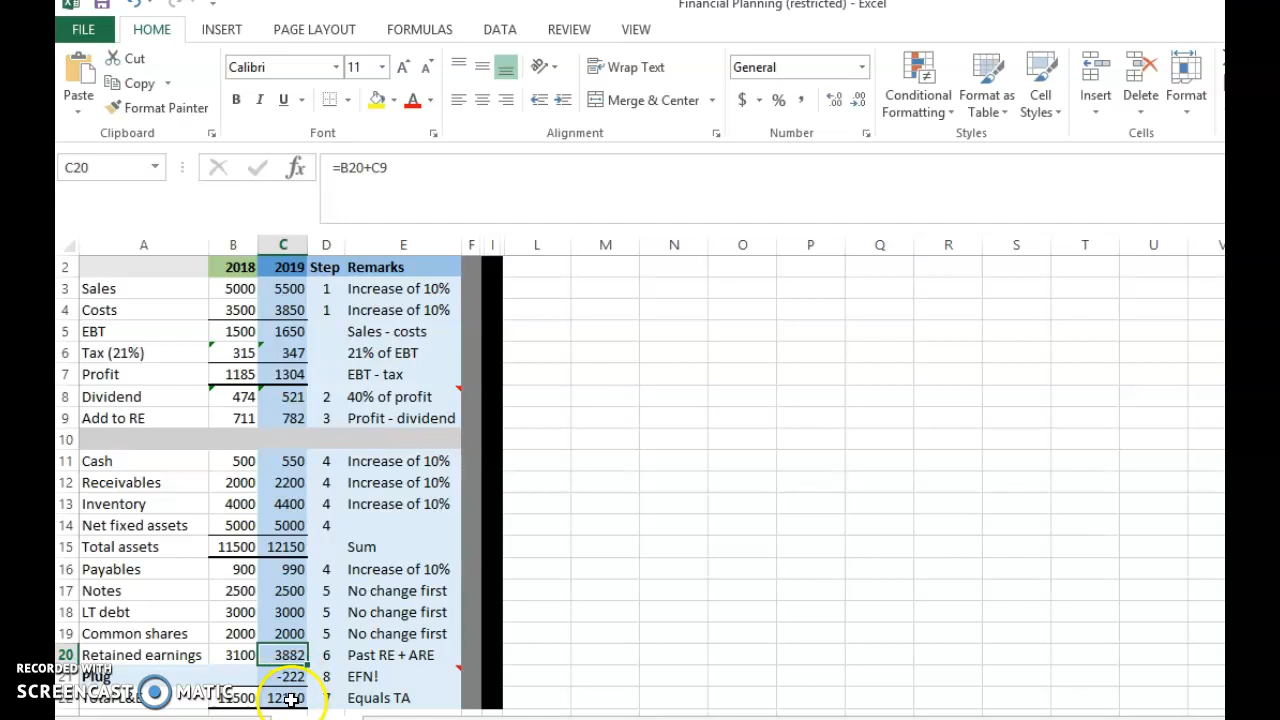 Financial Planning (restricted) - Excel
FILE HOME INSERT PAGE LAYOUT FORMULAS DATA REVIEW VIEW
Paste Cut Calibri 11 Wrap Text General Conditional Formatting Format as Table Cell Styles Insert Delete Format
Copy
Format Painter B I U A Merge & Center $ % ,
Clipboard Font Alignment Number Styles Cells
C20 fx =B20+C9
A B C D E F I L M N O P Q R S T U V
2 2018 2019 Step Remarks
3 Sales 5000 5500 1 Increase of 10%
4 Costs 3500 3850 1 Increase of 10%
5 EBT 1500 1650 Sales - costs
6 Tax (21%) 315 347 21% of EBT
7 Profit 1185 1304 EBT - tax
8 Dividend 474 521 2 40% of profit
9 Add to RE 711 782 3 Profit - dividend
10
11 Cash 500 550 4 Increase of 10%
12 Receivables 2000 2200 4 Increase of 10%
13 Inventory 4000 4400 4 Increase of 10%
14 Net fixed assets 5000 5000 4
15 Total assets 11500 12150 Sum
16 Payables 900 990 4 Increase of 10%
17 Notes 2500 2500 5 No change first
18 LT debt 3000 3000 5 No change first
19 Common shares 2000 2000 5 No change first
20 Retained earnings 3100 3882 6 Past RE + ARE
21 Plug -222 8 EFN!
22 Total L&E 11500 7 Equals TA
RECORDED WITH
SCREENCAST MATIC